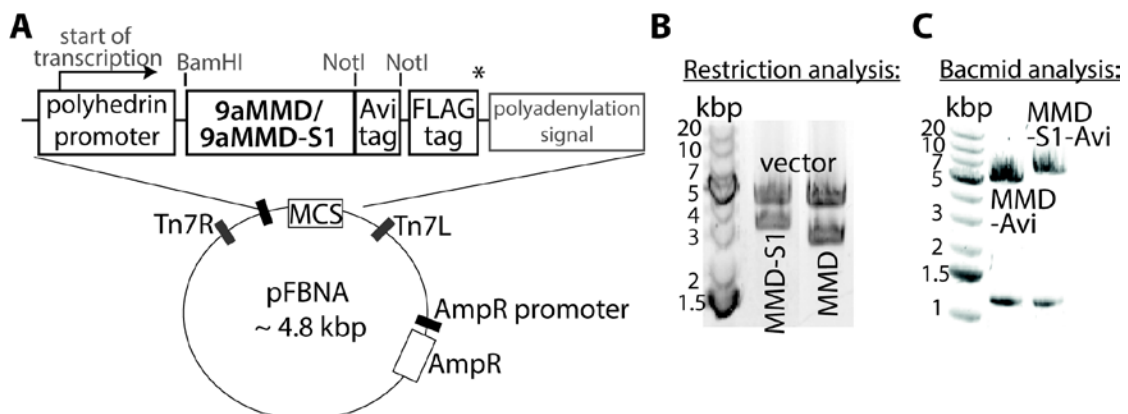 A
start of
transcription
BamHI
NotI
NotI
*
polyhedrin
promoter
9aMMD/
9aMMD-S1
Avi
tag
FLAG
tag
polyadenylation
signal
Tn7R
MCS
Tn7L
pFBNA
~ 4.8 kbp
AmpR promoter
AmpR
B
Restriction analysis:
kbp
20
10
7
5
4
3
2
1.5
vector
MMD-S1
MMD
C
Bacmid analysis:
kbp
20
10
7
5
3
2
1.5
1
MMD
-S1-Avi
MMD
-Avi